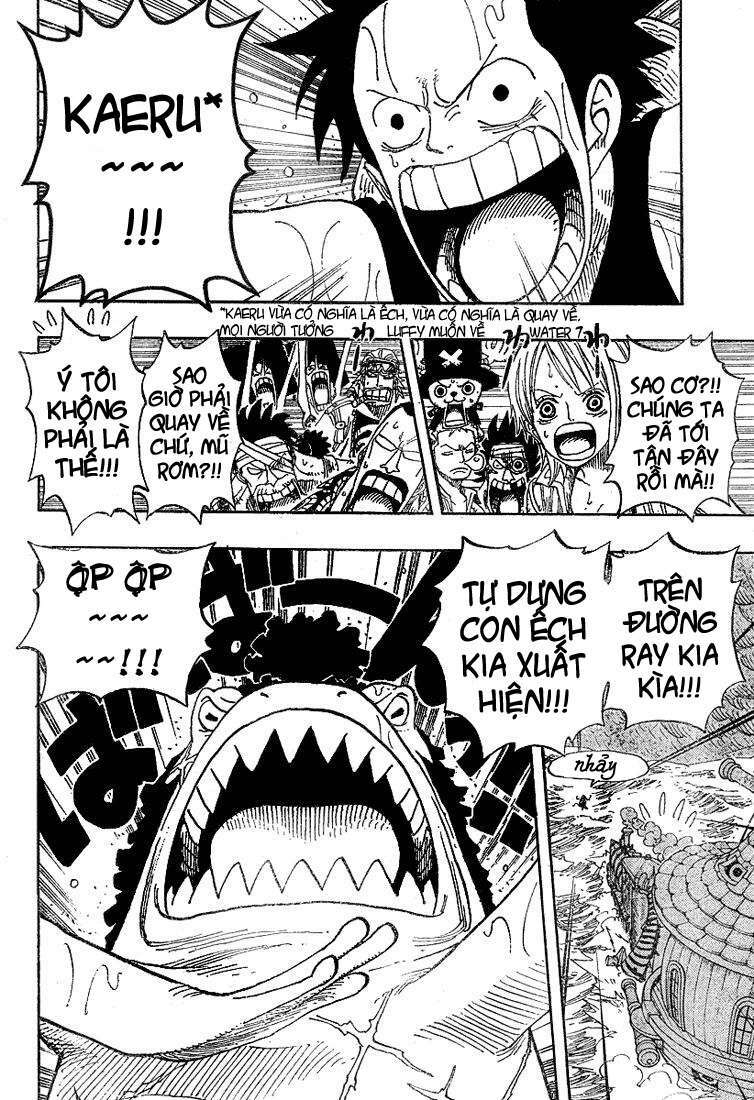 KAERU*
~~~
!!!
*KAERU VỪA CÓ NGHĨA LÀ ẾCH, VỪA CÓ NGHĨA LÀ QUAY VỀ,
MỌI NGƯỜI TƯỞNG LUFFY MUỐN VỀ WATER 7
SAO CƠ?!!
CHÚNG TA
ĐÃ TỚI
TẬN ĐÂY
RỒI MÀ!!
SAO
GIỜ PHẢI
QUAY VỀ
CHỨ, MŨ
RƠM?!!
Ý TÔI
KHÔNG
PHẢI LÀ
THẾ!!!
TRÊN
ĐƯỜNG
RAY KIA
KÌA!!!
nhảy
TỰ DƯNG
CON ẾCH
KIA XUẤT
HIỆN!!!
ỘP ỘP
~~~
~~!!!